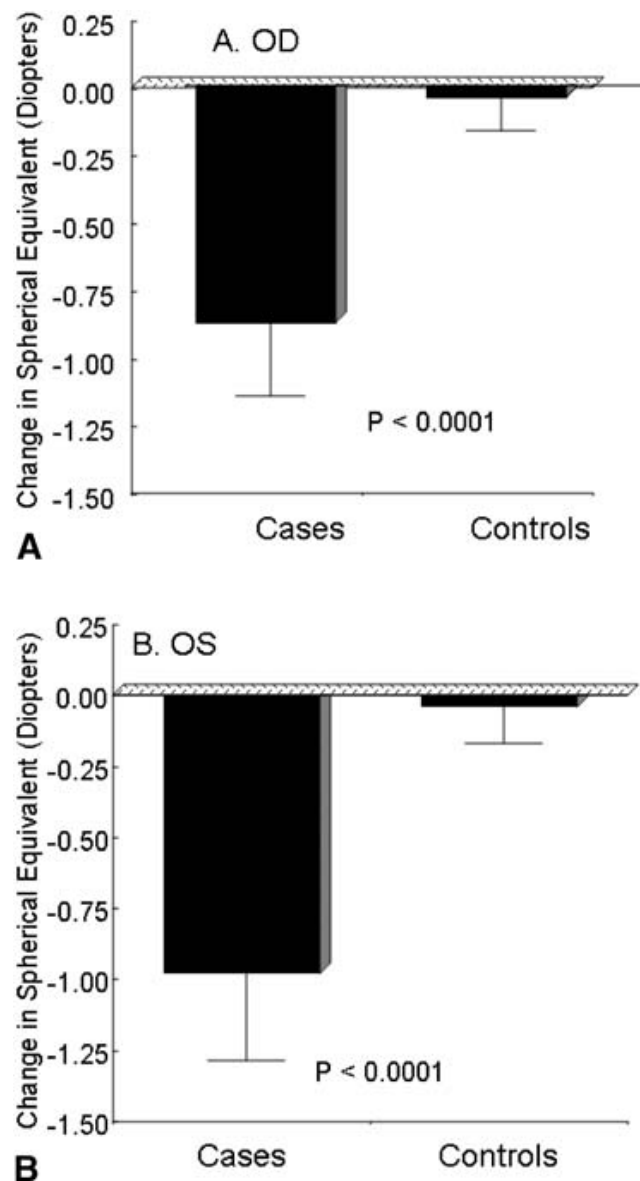 A. OD
Change in Spherical Equivalent (Diopters)
0.25
0.00
-0.25
-0.50
-0.75
-1.00
-1.25
-1.50
P < 0.0001
Cases Controls
A
B. OS
Change in Spherical Equivalent (Diopters)
0.25
0.00
-0.25
-0.50
-0.75
-1.00
-1.25
-1.50
P < 0.0001
Cases Controls
B